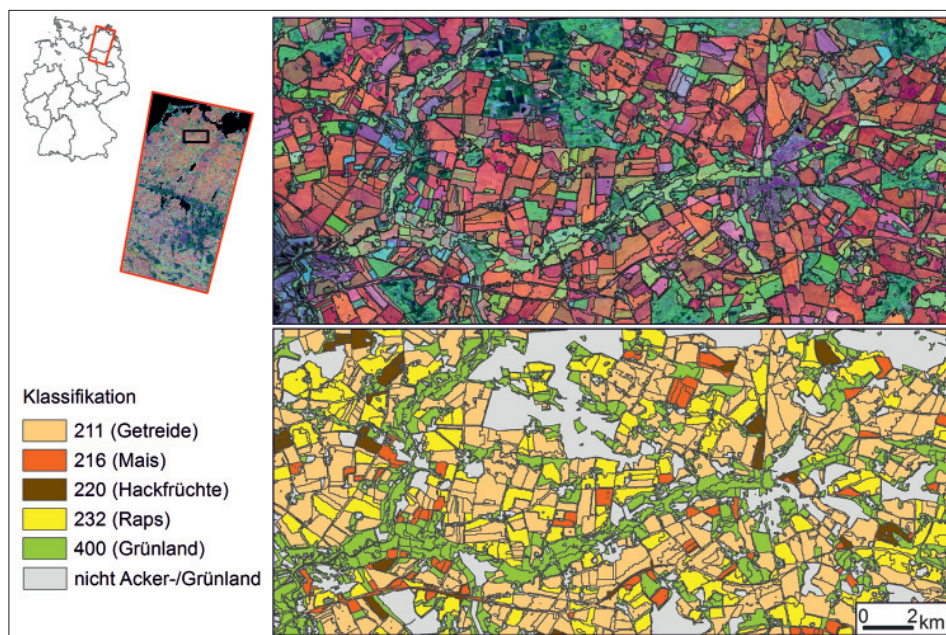 Klassifikation
211 (Getreide)
216 (Mais)
220 (Hackfrüchte)
232 (Raps)
400 (Grünland)
nicht Acker-/Grünland
0 2
km